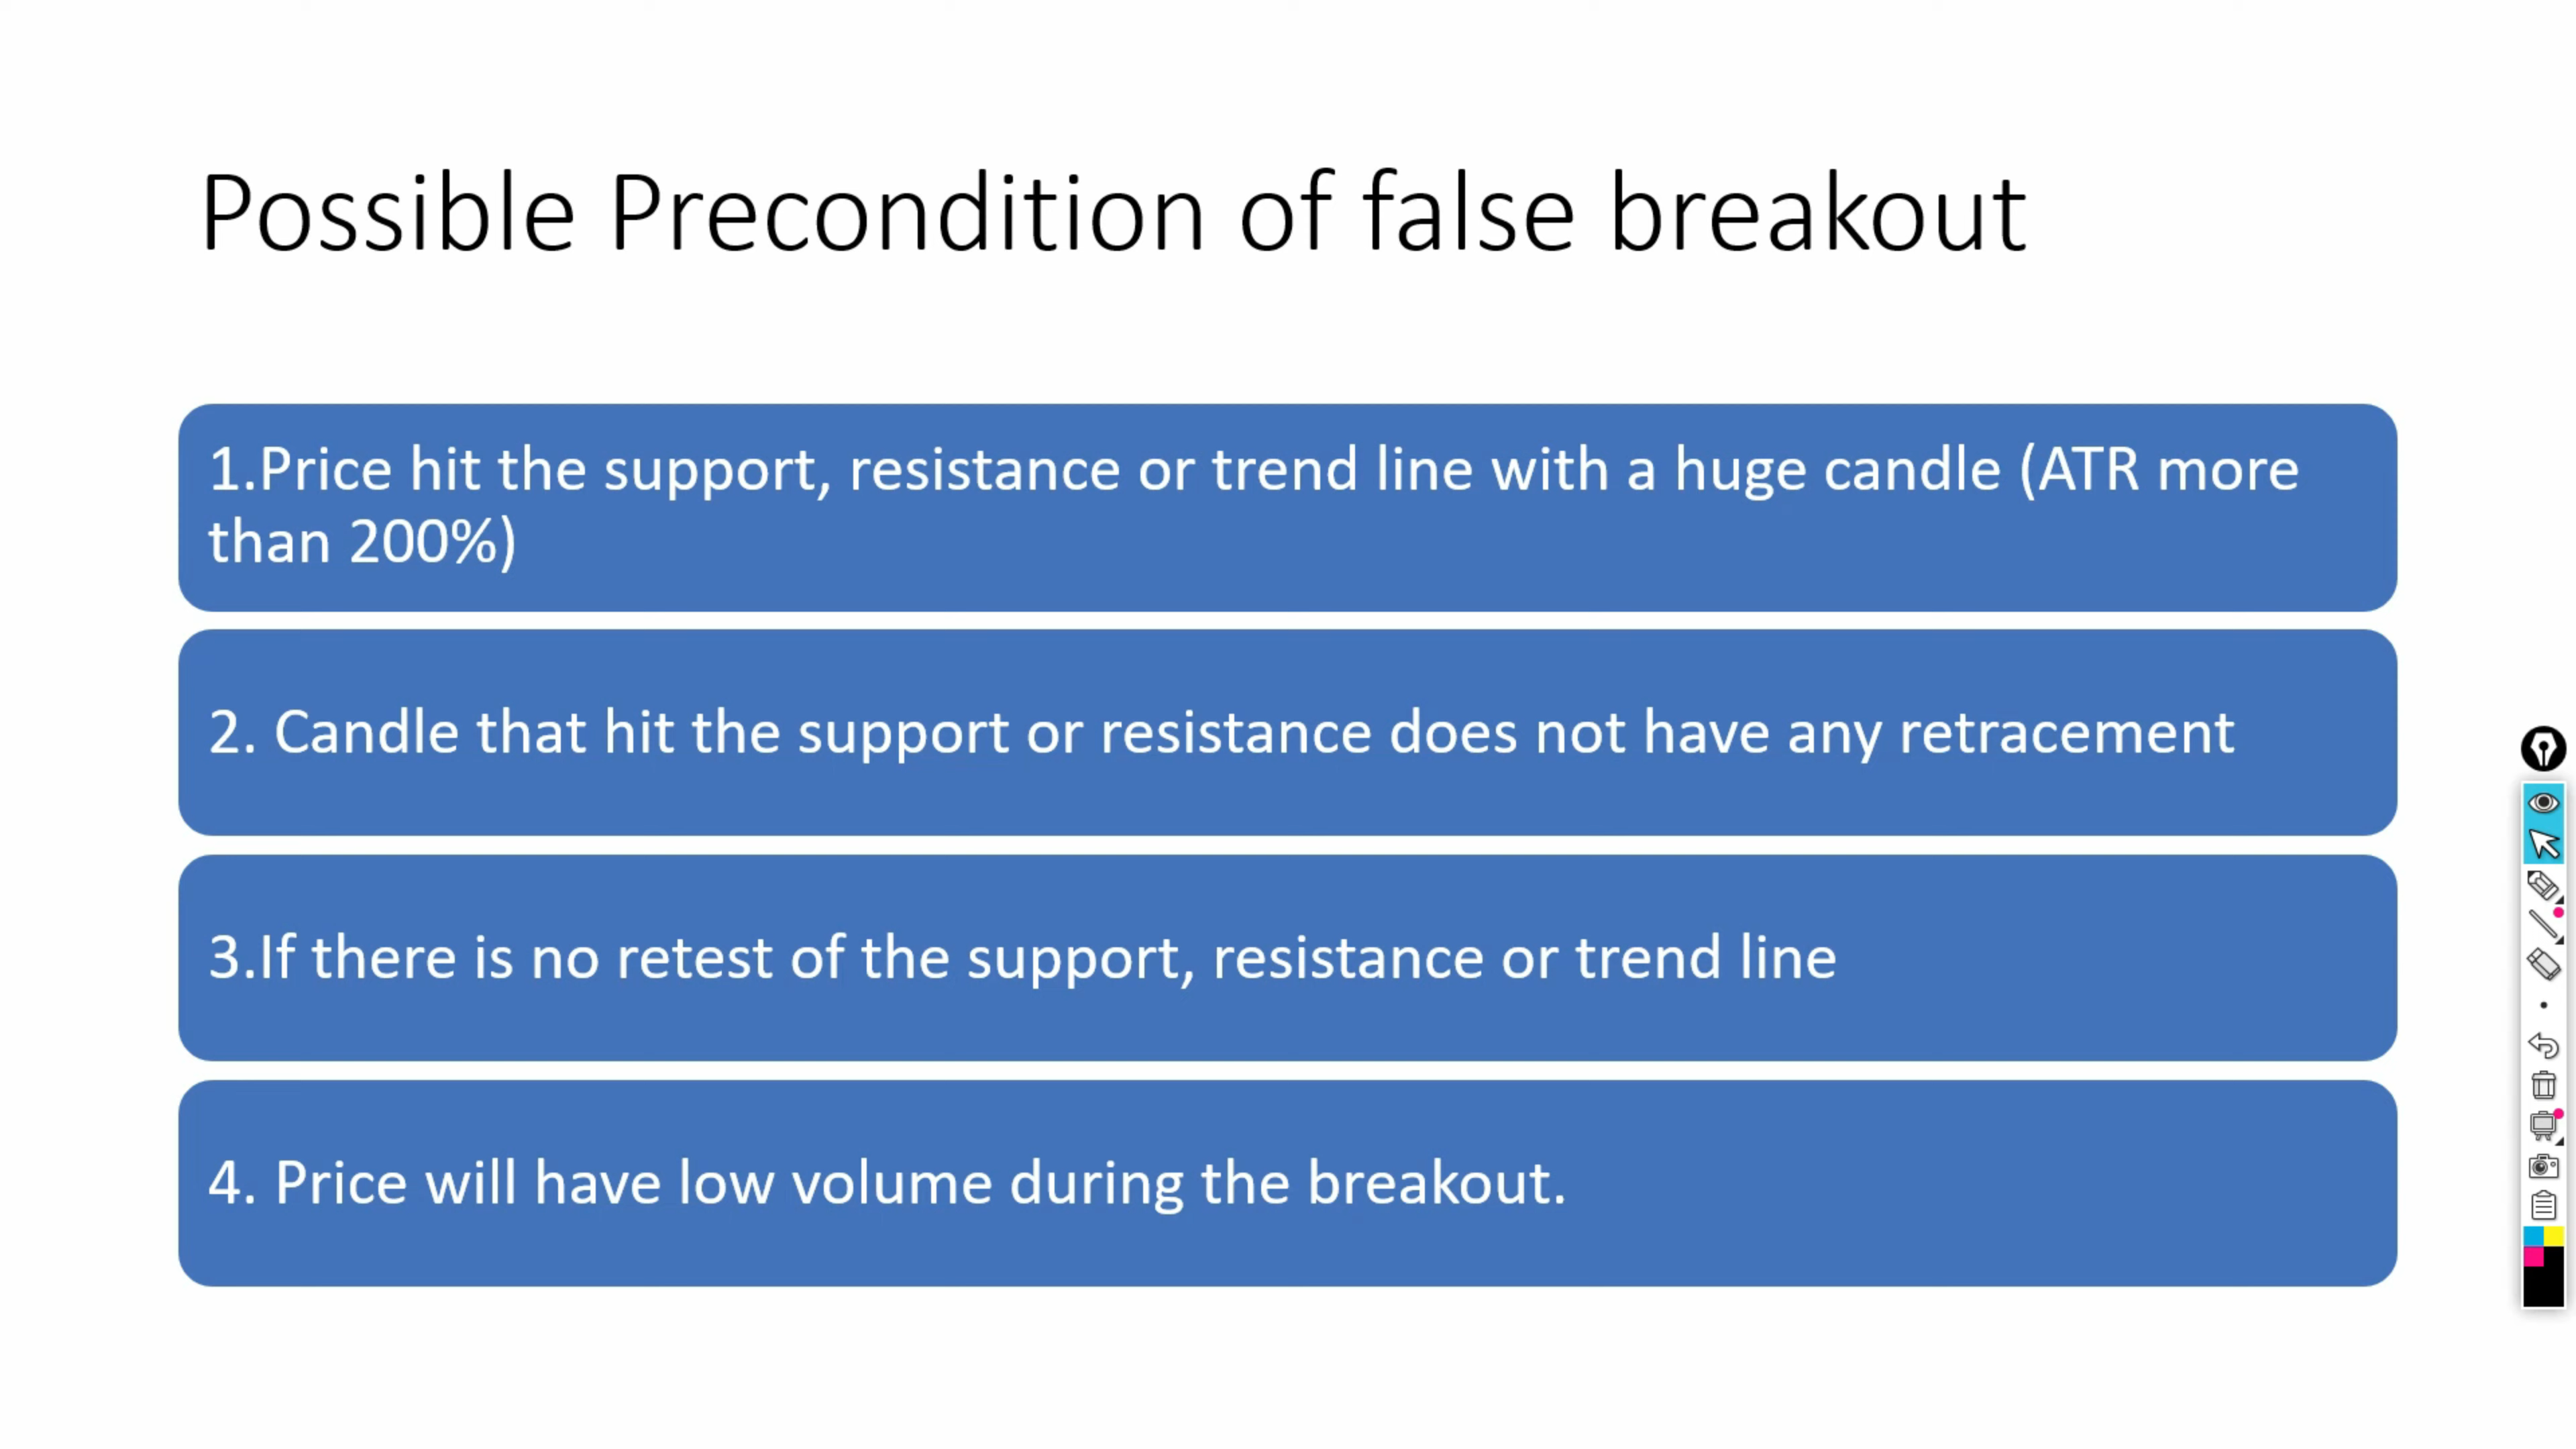 Possible Precondition of false breakout
1.Price hit the support, resistance or trend line with a huge candle (ATR more
than 200%)
2. Candle that hit the support or resistance does not have any retracement
3.If there is no retest of the support, resistance or trend line
4. Price will have low volume during the breakout.